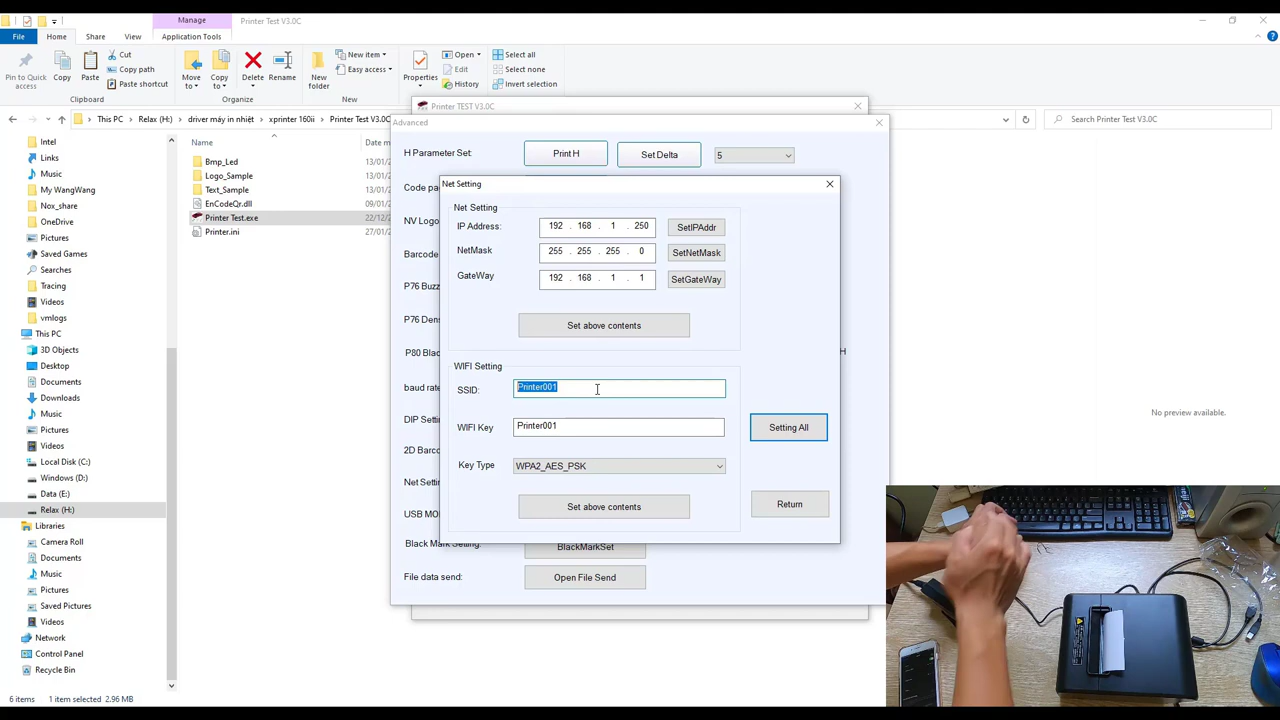 Manage
Printer Test V3.0C
File
Home
Share
View
Application Tools
Pin to Quick access
Copy
Paste
Cut
Copy path
Paste shortcut
Clipboard
Move to
Copy to
Delete
Rename
Organize
New folder
New item
Easy access
New
Properties
Open
Edit
History
Open
Select all
Select none
Invert selection
Select
This PC
Relax (H:)
driver máy in nhiệt
xprinter 160ii
Printer Test V3.0C
Search Printer Test V3.0C
Intel
Links
Music
My WangWang
Nox_share
OneDrive
Pictures
Saved Games
Searches
Tracing
Videos
vmlogs
This PC
3D Objects
Desktop
Documents
Downloads
Music
Pictures
Videos
Local Disk (C:)
Windows (D:)
Data (E:)
Relax (H:)
Libraries
Camera Roll
Documents
Music
Pictures
Saved Pictures
Videos
Network
Control Panel
Recycle Bin
6 items
1 item selected 2.96 MB
Name
Date
Bmp_Led 13/01
Logo_Sample 13/01
Text_Sample 13/01
EnCodeQr.dll 29/04
Printer Test.exe 22/12
Printer.ini 27/01
No preview available.
Printer TEST V3.0C
Advanced
H Parameter Set:
Print H
Set Delta
5
Code pa
NV Logo
Barcode
P76 Buzz
P76 Dens
P80 Blac
baud rate
DIP Settin
2D Barco
Net Settin
USB MOD
Black Mark Setting:
BlackMarkSet
File data send:
Open File Send
H
Net Setting
Net Setting
IP Address:
192 . 168 . 1 . 250
SetIPAddr
NetMask
255 . 255 . 255 . 0
SetNetMask
GateWay
192 . 168 . 1 . 1
SetGateWay
Set above contents
WIFI Setting
SSID:
Printer001
WIFI Key
Printer001
Key Type
WPA2_AES_PSK
Set above contents
Setting All
Return